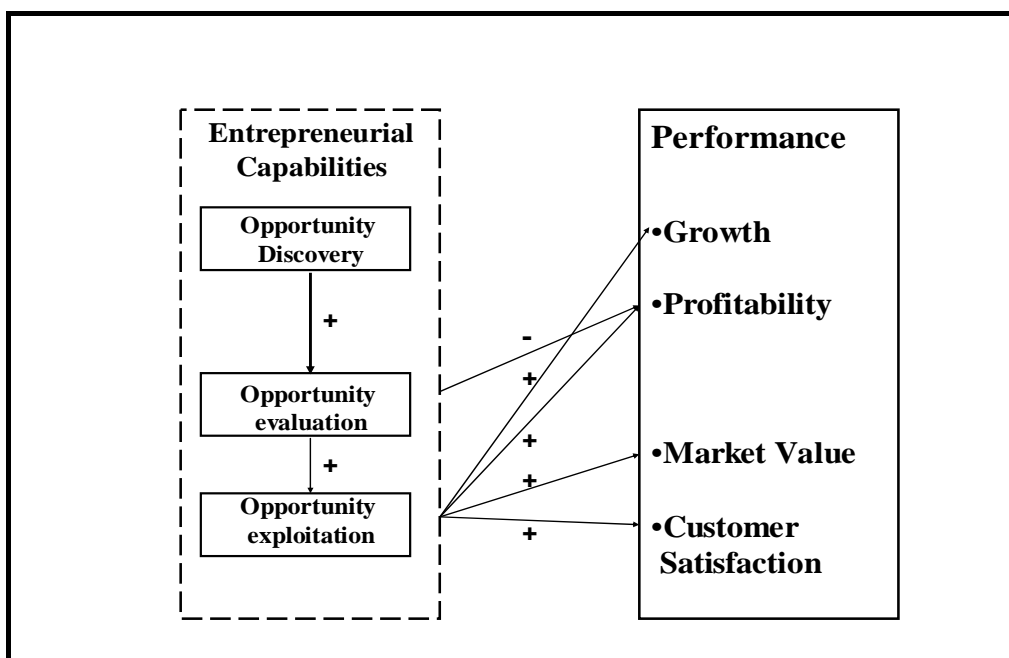 Entrepreneurial
Capabilities
Opportunity
Discovery
+
Opportunity
evaluation
+
Opportunity
exploitation
-
+
+
+
+
Performance
•Growth
•Profitability
•Market Value
•Customer
Satisfaction